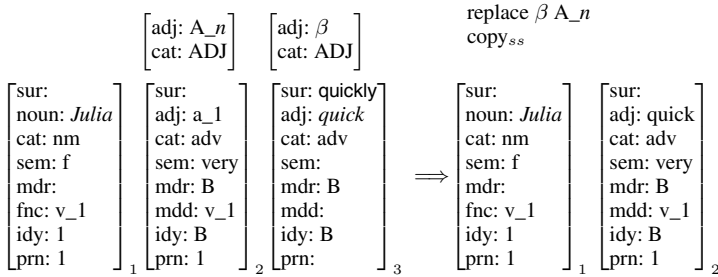 adj: A_n adj: β replace β A_n
cat: ADJ cat: ADJ copy_ss
sur: sur: sur: quickly sur: sur:
noun: Julia adj: a_1 adj: quick noun: Julia adj: quick
cat: nm cat: adv cat: adv cat: nm cat: adv
sem: f sem: very sem: sem: f sem: very
mdr: mdr: B mdr: B ⟹ mdr: mdr: B
fnc: v_1 mdd: v_1 mdd: fnc: v_1 mdd: v_1
idy: 1 idy: B idy: B idy: 1 idy: B
prn: 1 prn: 1 prn: prn: 1 prn: 1
1 2 3 1 2